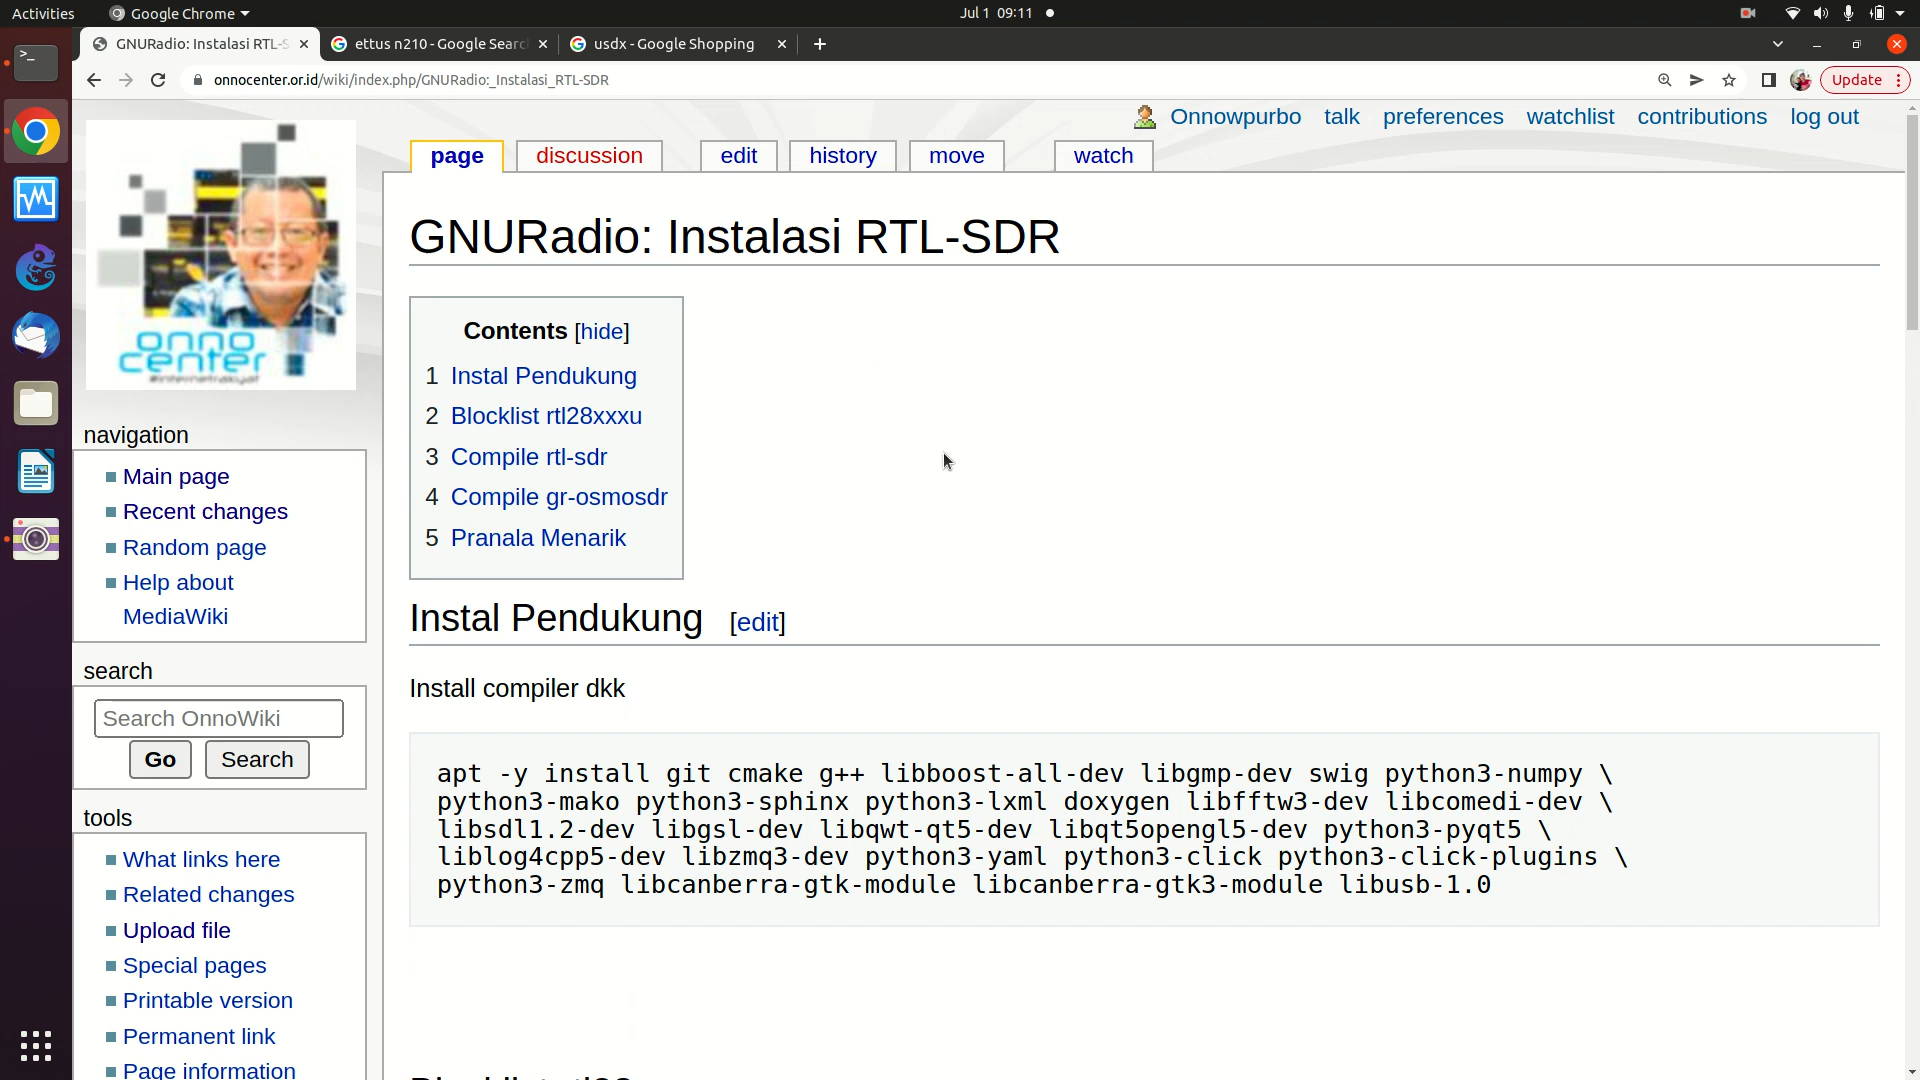 Activities
Google Chrome
Jul 1 09:11
GNURadio: Instalasi RTL-S
ettus n210 - Google Searc
usdx - Google Shopping
onnocenter.or.id/wiki/index.php/GNURadio:_Instalasi_RTL-SDR
Update
Onnowpurbo talk preferences watchlist contributions log out
page discussion edit history move watch
onno
center
#internetrakyat
navigation
Main page
Recent changes
Random page
Help about
MediaWiki
search
Search OnnoWiki
Go Search
tools
What links here
Related changes
Upload file
Special pages
Printable version
Permanent link
Page information
GNURadio: Instalasi RTL-SDR
Contents [hide]
1 Instal Pendukung
2 Blocklist rtl28xxxu
3 Compile rtl-sdr
4 Compile gr-osmosdr
5 Pranala Menarik
Instal Pendukung [edit]
Install compiler dkk
apt -y install git cmake g++ libboost-all-dev libgmp-dev swig python3-numpy \
python3-mako python3-sphinx python3-lxml doxygen libfftw3-dev libcomedi-dev \
libsdl1.2-dev libgsl-dev libqwt-qt5-dev libqt5opengl5-dev python3-pyqt5 \
liblog4cpp5-dev libzmq3-dev python3-yaml python3-click python3-click-plugins \
python3-zmq libcanberra-gtk-module libcanberra-gtk3-module libusb-1.0